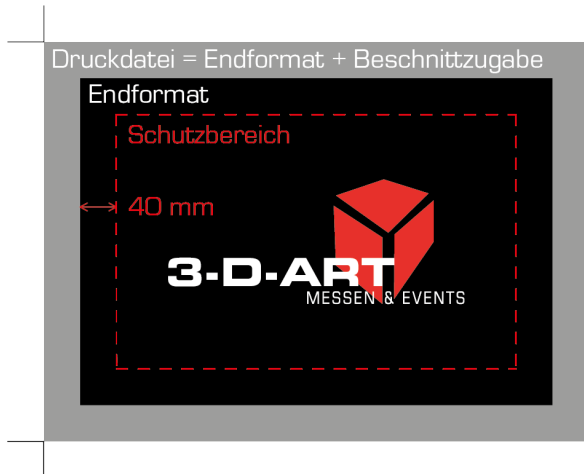 Druckdatei = Endformat + Beschnittzugabe
Endformat
Schutzbereich
40 mm
3-D-ART
MESSEN & EVENTS